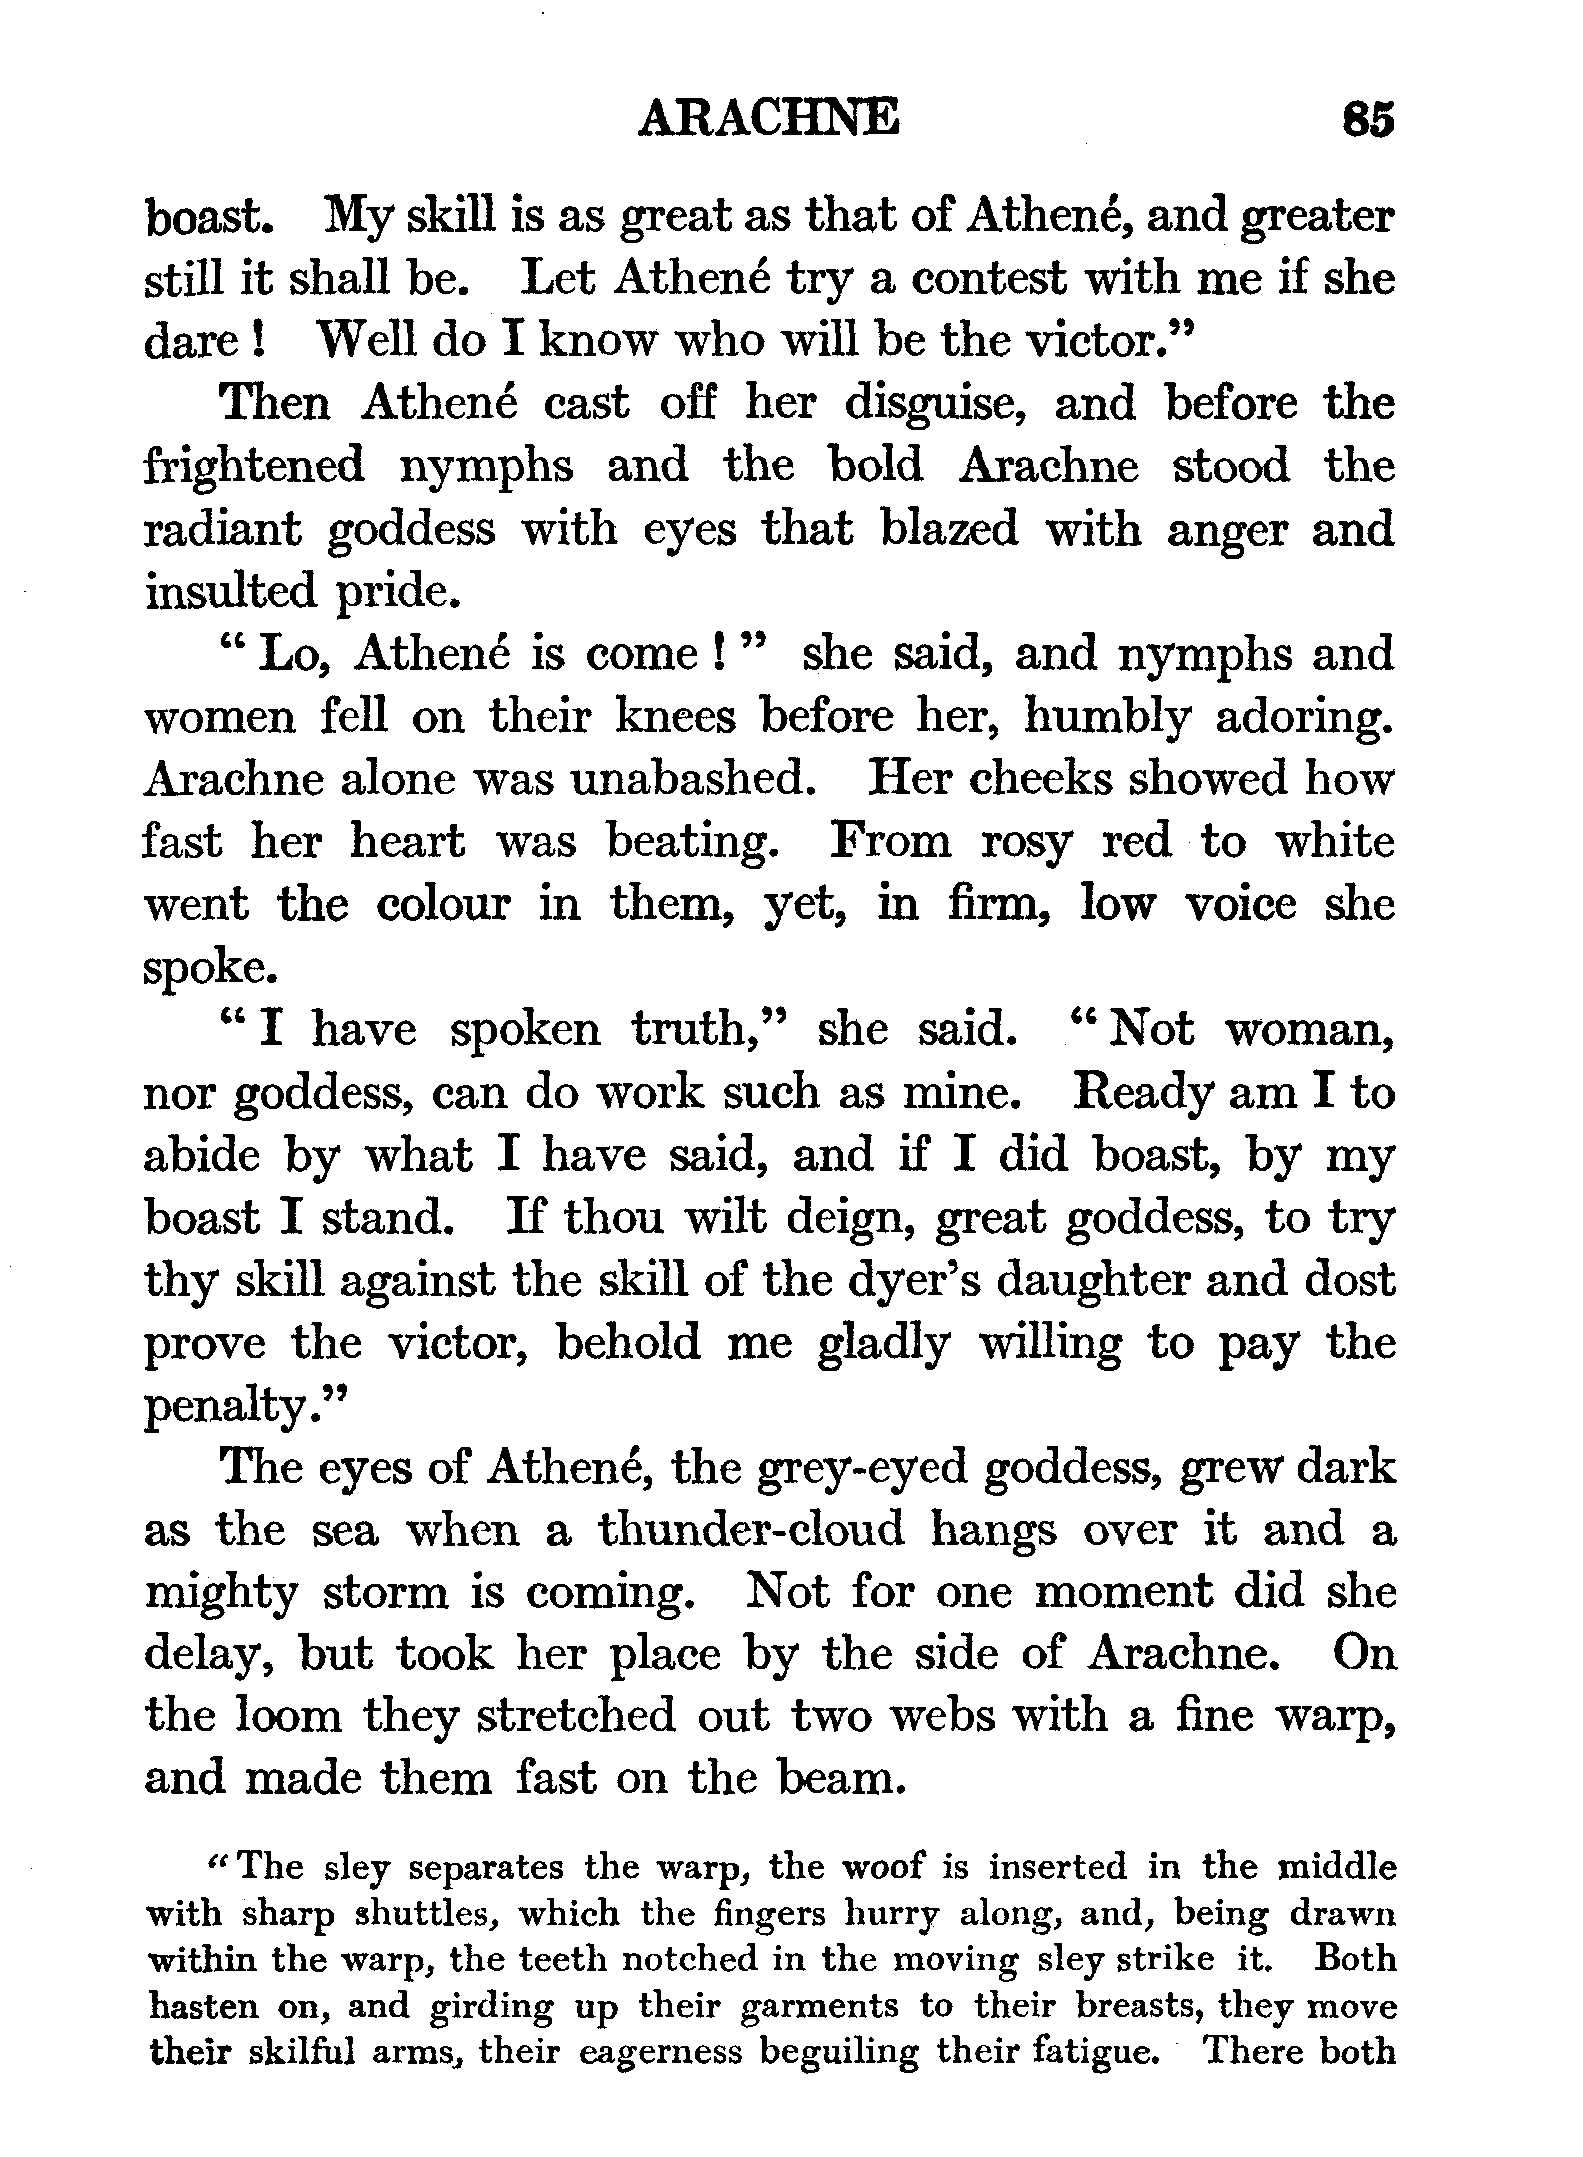 ARACHNE 85
boast. My skill is as great as that of Athené, and greater
still it shall be. Let Athené try a contest with me if she
dare ! Well do I know who will be the victor.”
Then Athené cast off her disguise, and before the
frightened nymphs and the bold Arachne stood the
radiant goddess with eyes that blazed with anger and
insulted pride.
“ Lo, Athené is come ! ” she said, and nymphs and
women fell on their knees before her, humbly adoring.
Arachne alone was unabashed. Her cheeks showed how
fast her heart was beating. From rosy red to white
went the colour in them, yet, in firm, low voice she
spoke.
“ I have spoken truth,” she said. “ Not woman,
nor goddess, can do work such as mine. Ready am I to
abide by what I have said, and if I did boast, by my
boast I stand. If thou wilt deign, great goddess, to try
thy skill against the skill of the dyer’s daughter and dost
prove the victor, behold me gladly willing to pay the
penalty.”
The eyes of Athené, the grey-eyed goddess, grew dark
as the sea when a thunder-cloud hangs over it and a
mighty storm is coming. Not for one moment did she
delay, but took her place by the side of Arachne. On
the loom they stretched out two webs with a fine warp,
and made them fast on the beam.
“ The sley separates the warp, the woof is inserted in the middle
with sharp shuttles, which the fingers hurry along, and, being drawn
within the warp, the teeth notched in the moving sley strike it. Both
hasten on, and girding up their garments to their breasts, they move
their skilful arms, their eagerness beguiling their fatigue. There both